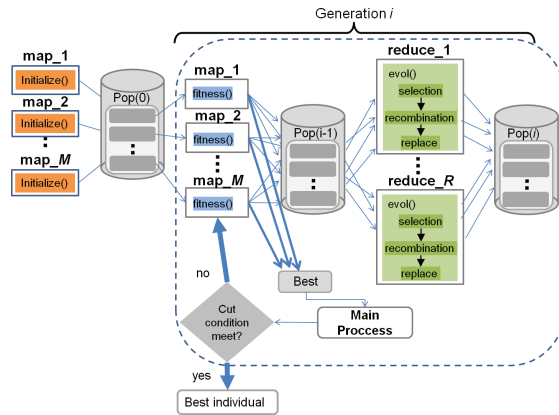 Generation i
map_1
Initialize()
map_2
Initialize()
map_M
Initialize()
Pop(0)
map_1
fitness()
map_2
fitness()
map_M
fitness()
Pop(i-1)
reduce_1
evol()
selection
recombination
replace
reduce_R
evol()
selection
recombination
replace
Pop(i)
Best
Main
Proccess
no
Cut
condition
meet?
yes
Best individual